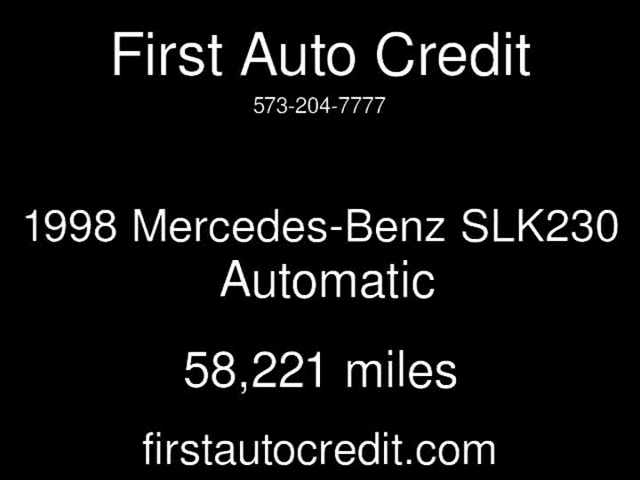 First Auto Credit
573-204-7777
1998 Mercedes-Benz SLK230
Automatic
58,221 miles
firstautocredit.com